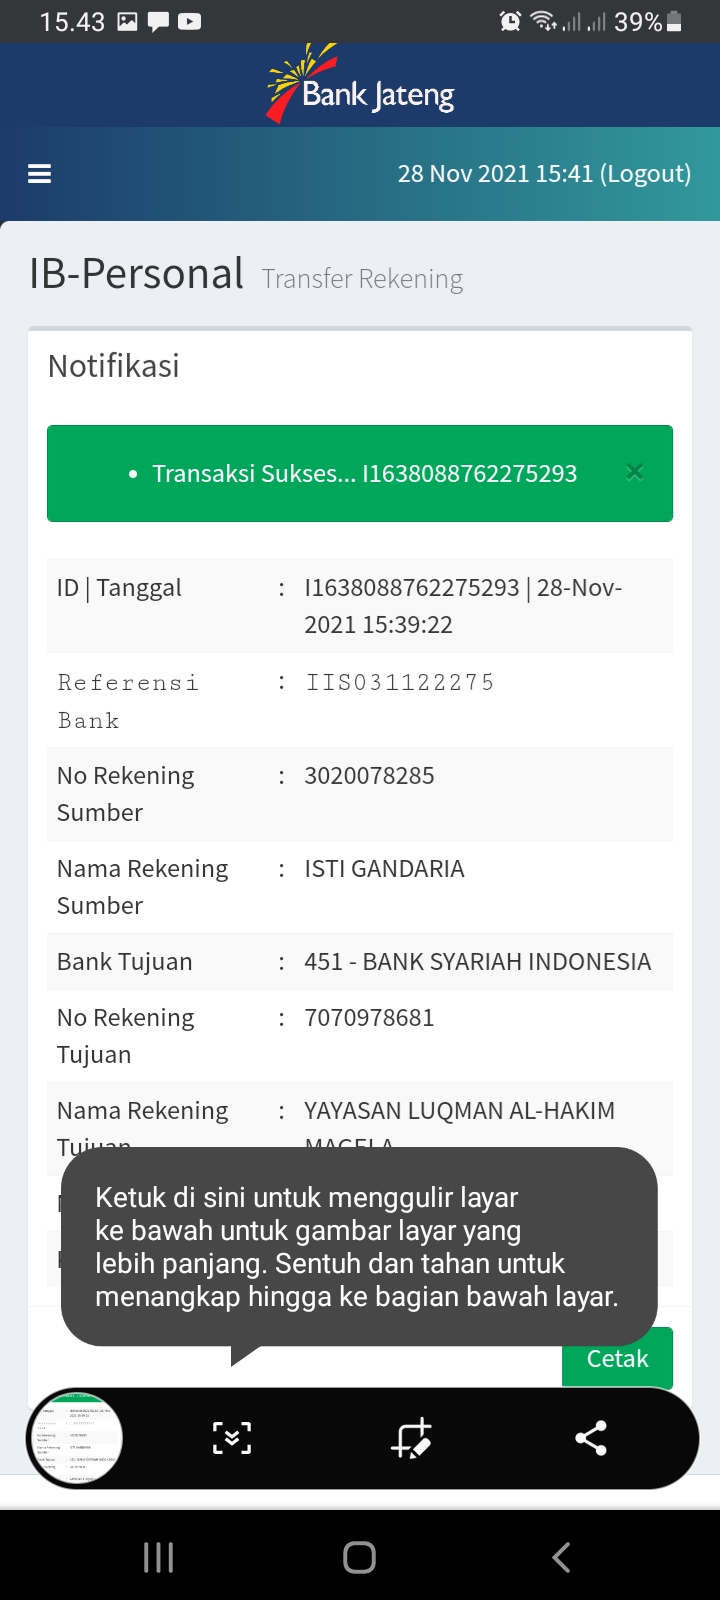 15.43
39%
Bank Jateng
28 Nov 2021 15:41 (Logout)
IB-Personal Transfer Rekening
Notifikasi
• Transaksi Sukses... I1638088762275293 ×
ID | Tanggal : I1638088762275293 | 28-Nov-
2021 15:39:22
Referensi : IIS031122275
Bank
No Rekening : 3020078285
Sumber
Nama Rekening : ISTI GANDARIA
Sumber
Bank Tujuan : 451 - BANK SYARIAH INDONESIA
No Rekening : 7070978681
Tujuan
Nama Rekening : YAYASAN LUQMAN AL-HAKIM
Tujuan MAGELA
Ketuk di sini untuk menggulir layar
ke bawah untuk gambar layar yang
lebih panjang. Sentuh dan tahan untuk
menangkap hingga ke bagian bawah layar.
Cetak